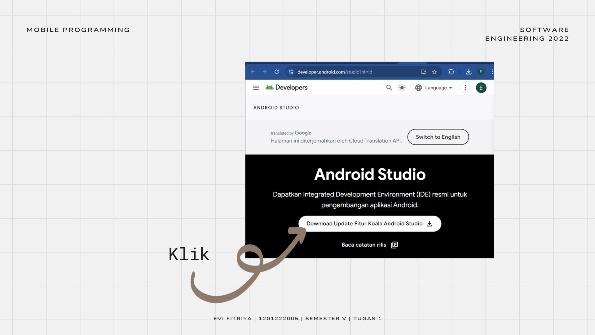 MOBILE PROGRAMMING
SOFTWARE
ENGINEERING 2022
developer.android.com/studio?hl=id
Developers
Language
E
ANDROID STUDIO
translated by Google
Halaman ini diterjemahkan oleh Cloud Translation API.
Switch to English
Android Studio
Dapatkan Integrated Development Environment (IDE) resmi untuk
pengembangan aplikasi Android.
Download Update Fitur Koala Android Studio
Baca catatan rilis
Klik
EVI FITRIYA | 1201222005 | SEMESTER V | TUGAS 1